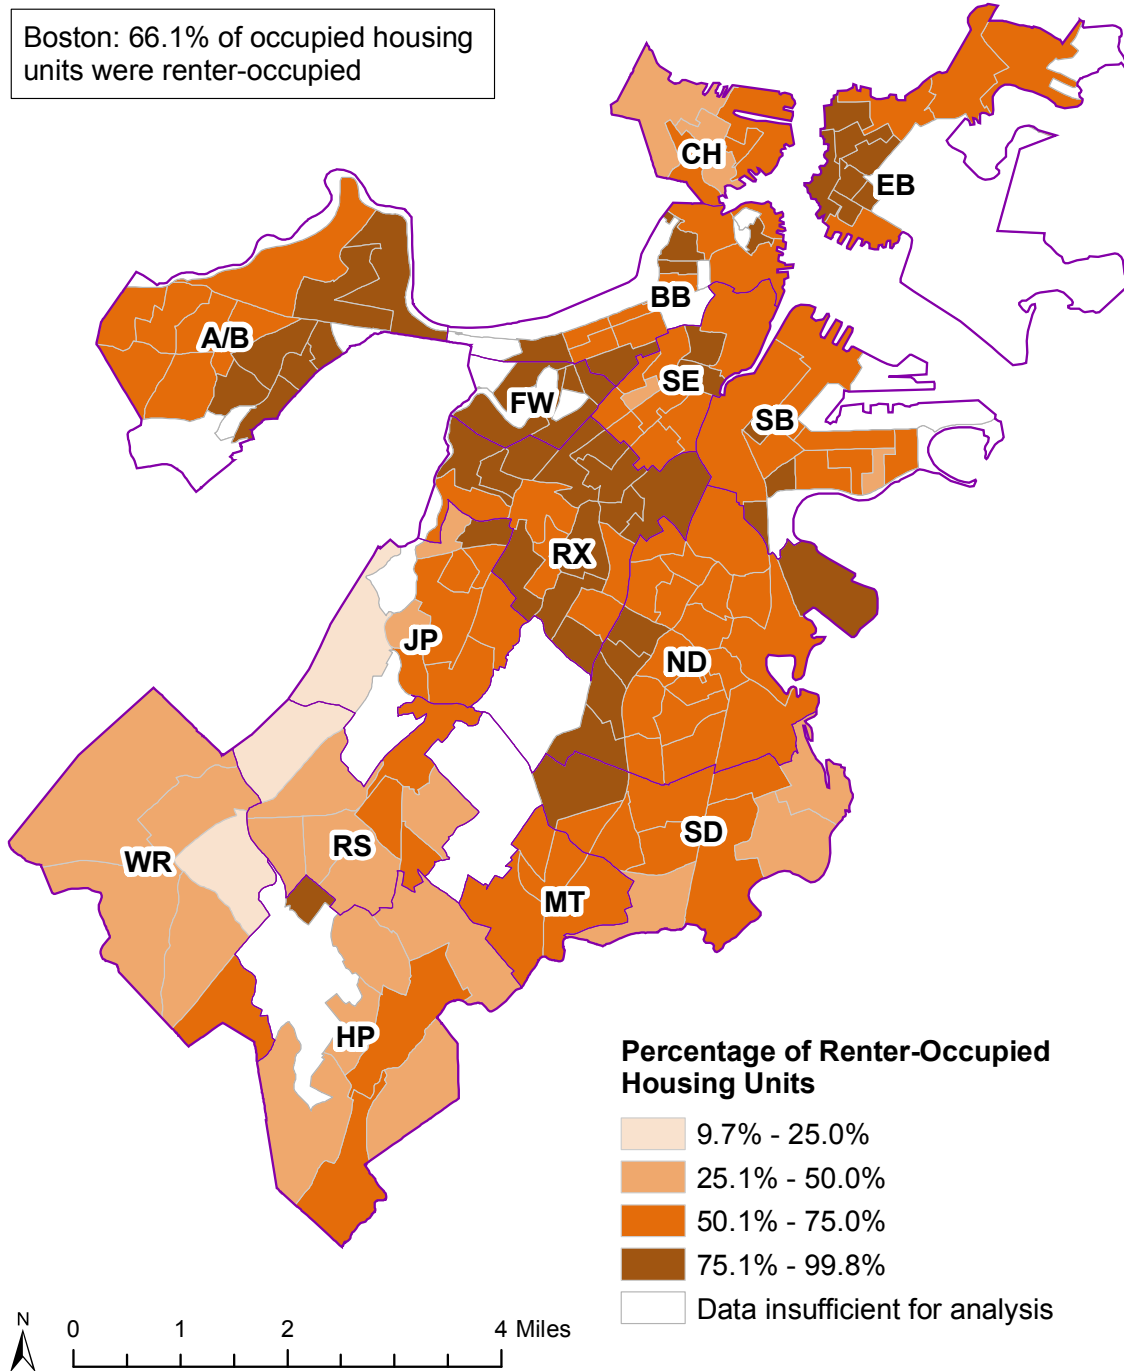 Boston: 66.1% of occupied housing
units were renter-occupied
CH
EB
BB
A/B
SE
FW
SB
RX
JP
ND
SD
RS
WR
MT
HP
Percentage of Renter-Occupied
Housing Units
9.7% - 25.0%
25.1% - 50.0%
50.1% - 75.0%
75.1% - 99.8%
Data insufficient for analysis
N
0 1 2 4 Miles